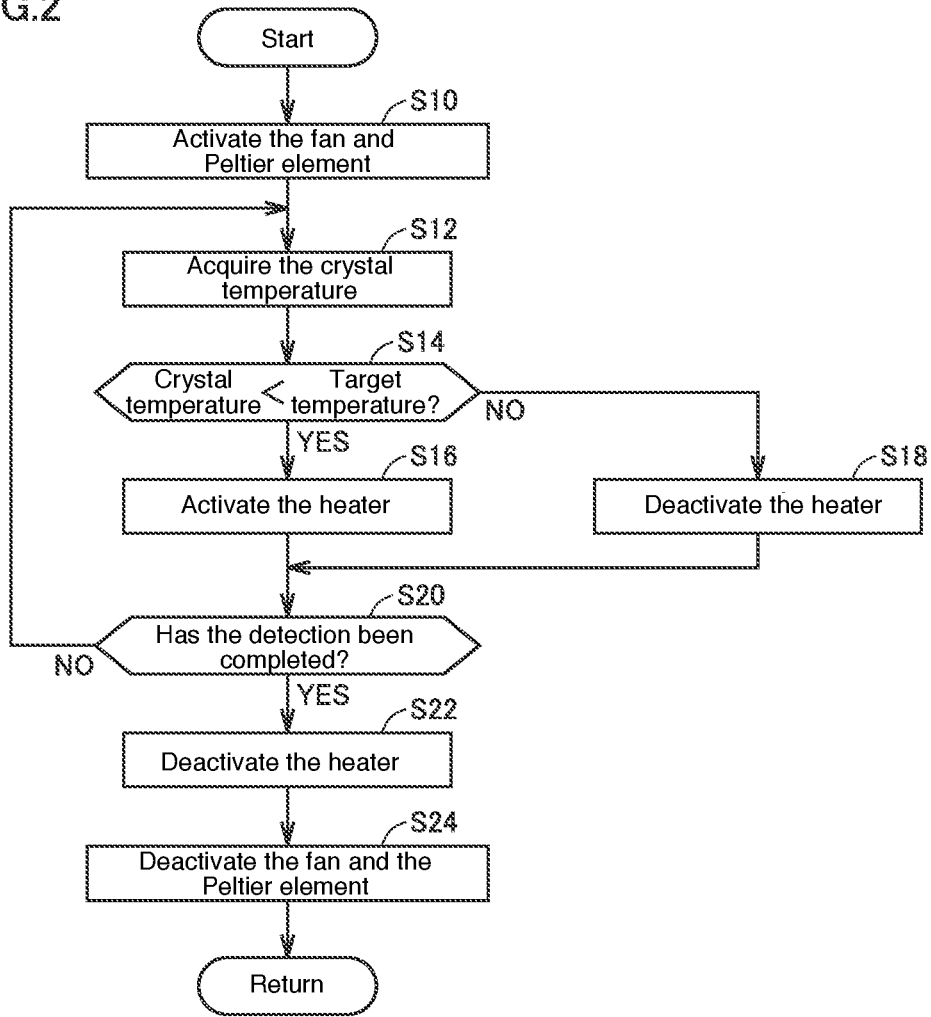 G.2
Start
S10
Activate the fan and
Peltier element
S12
Acquire the crystal
temperature
S14
Crystal < Target
temperature temperature?
NO
YES
S16
Activate the heater
S18
Deactivate the heater
S20
Has the detection been
completed?
NO
YES
S22
Deactivate the heater
S24
Deactivate the fan and the
Peltier element
Return